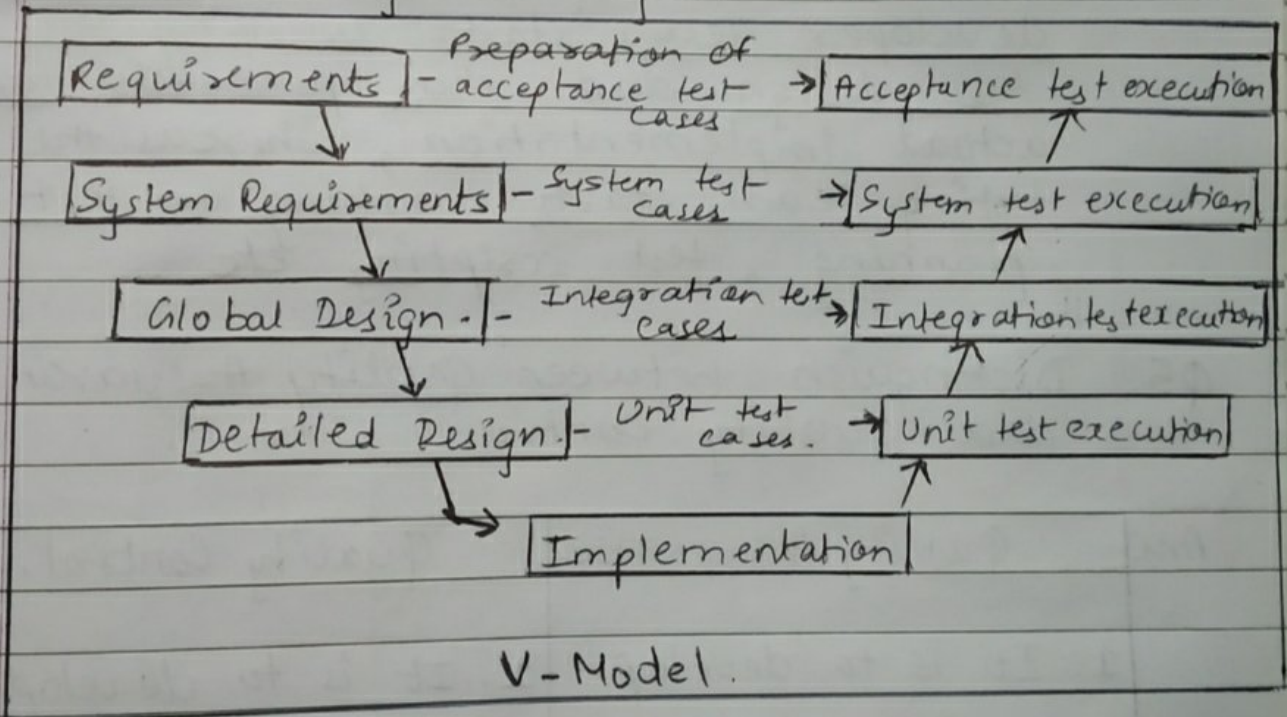 Requirements - Preparation of acceptance test cases → Acceptance test execution
System Requirements - System test cases → System test execution
Global Design. - Integration tet cases → Integration test execution
Detailed Design. - Unit test cases. → Unit test execution
Implementation
V-Model.